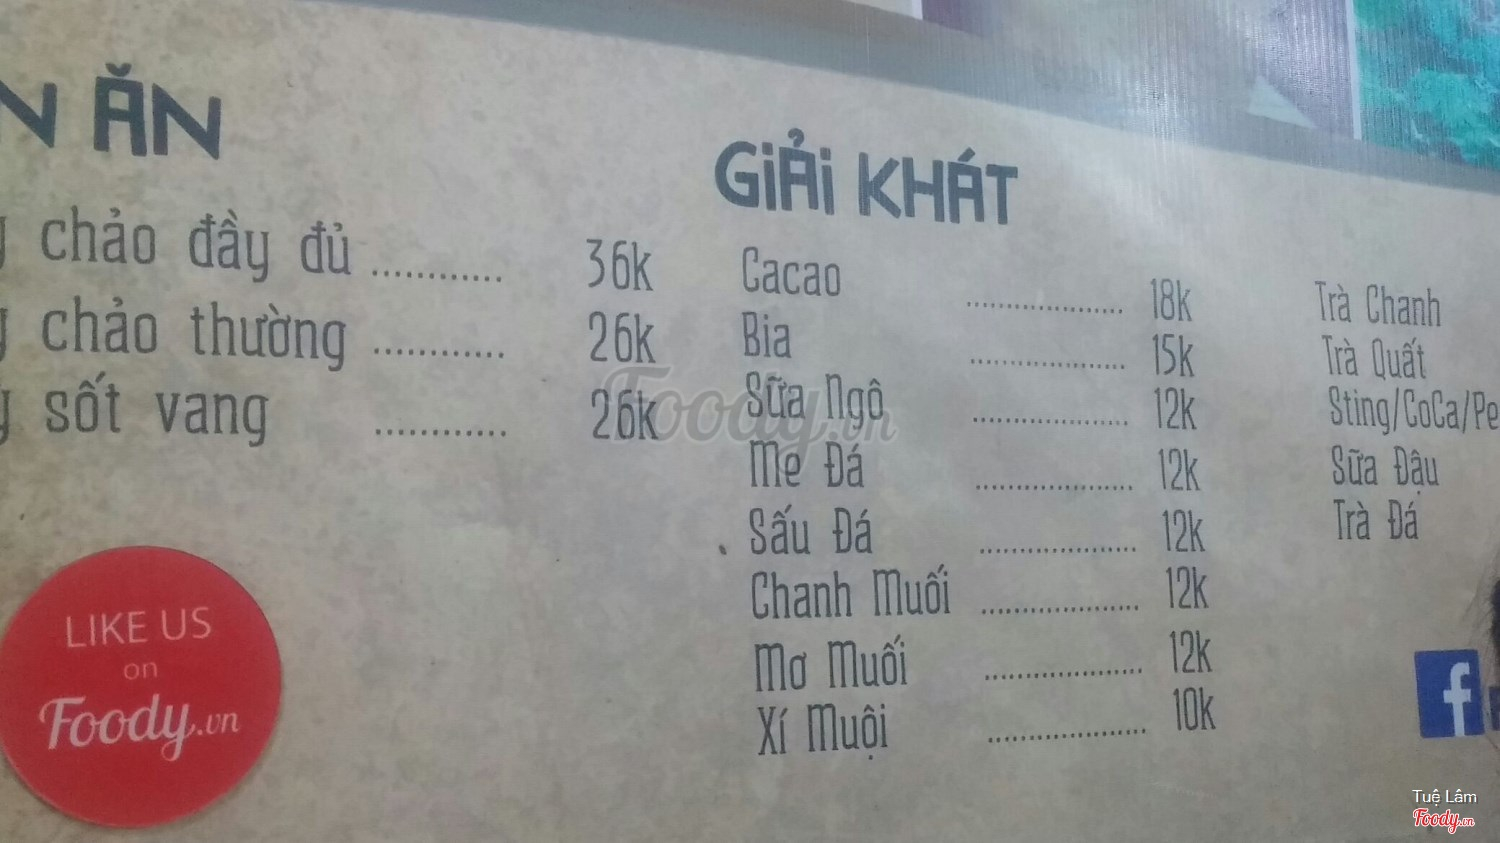 ĂN
chảo đầy đủ ............ 36k
chảo thường ............ 26k
sốt vang ............ 26k
GIẢI KHÁT
Cacao .................... 18k
Bia .................... 15k
Sữa Ngô .................... 12k
Me Đá .................... 12k
Sấu Đá .................... 12k
Chanh Muối .................... 12k
Mơ Muối .................... 12k
Xí Muội .................... 10k
Trà Chanh
Trà Quất
Sting/CoCa/Pe
Sữa Đậu
Trà Đá
LIKE US
on
Foody.vn
Foody.vn
f
Tuệ Lâm
Foody.vn